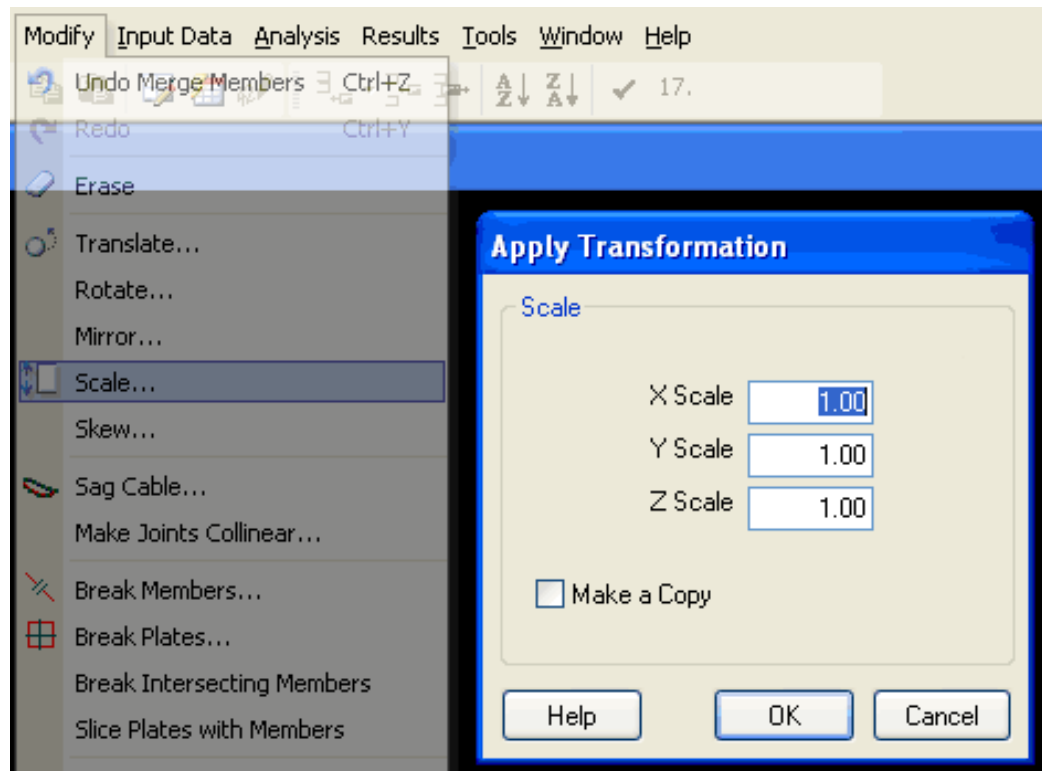 Modify Input Data Analysis Results Tools Window Help
Undo Merge Members Ctrl+Z
A Z Z A 17.
Redo Ctrl+Y
Erase
Translate...
Rotate...
Mirror...
Scale...
Skew...
Sag Cable...
Make Joints Collinear...
Break Members...
Break Plates...
Break Intersecting Members
Slice Plates with Members
Apply Transformation
Scale
X Scale 1.00
Y Scale 1.00
Z Scale 1.00
Make a Copy
Help OK Cancel